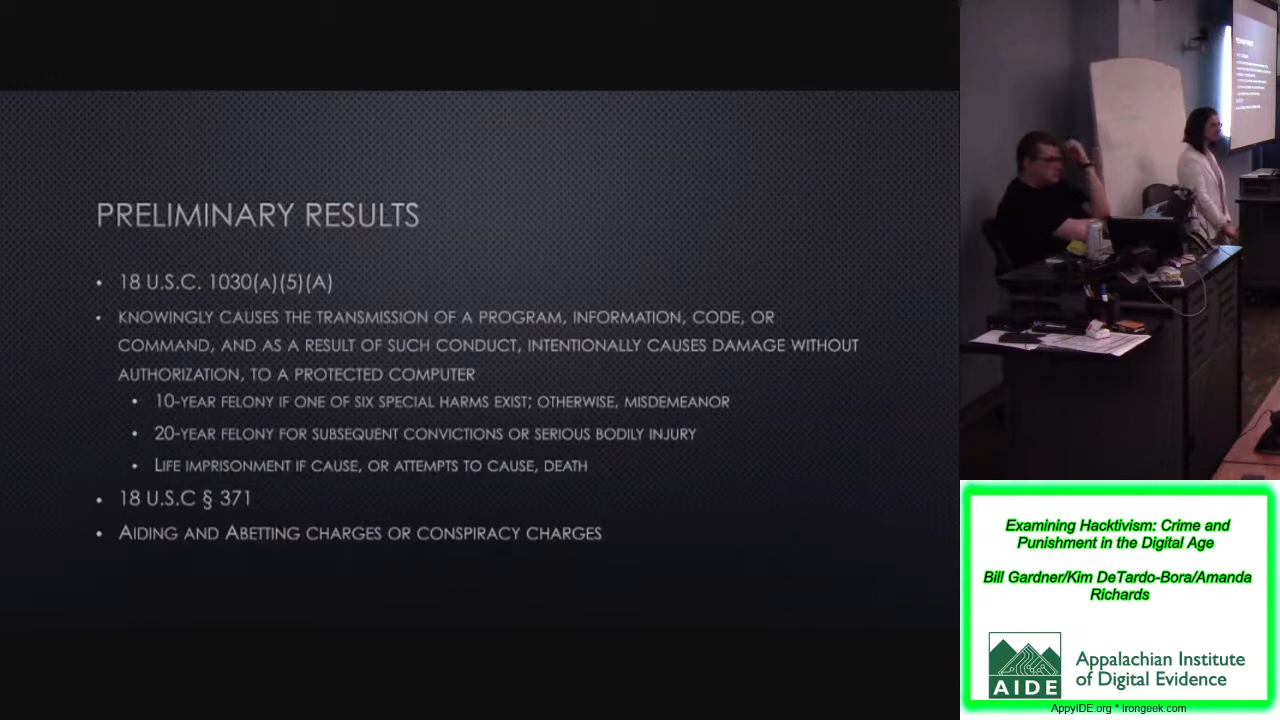 PRELIMINARY RESULTS
• 18 U.S.C. 1030(A)(5)(A)
• KNOWINGLY CAUSES THE TRANSMISSION OF A PROGRAM, INFORMATION, CODE, OR
COMMAND, AND AS A RESULT OF SUCH CONDUCT, INTENTIONALLY CAUSES DAMAGE WITHOUT
AUTHORIZATION, TO A PROTECTED COMPUTER
• 10-YEAR FELONY IF ONE OF SIX SPECIAL HARMS EXIST; OTHERWISE, MISDEMEANOR
• 20-YEAR FELONY FOR SUBSEQUENT CONVICTIONS OR SERIOUS BODILY INJURY
• LIFE IMPRISONMENT IF CAUSE, OR ATTEMPTS TO CAUSE, DEATH
• 18 U.S.C § 371
• AIDING AND ABETTING CHARGES OR CONSPIRACY CHARGES
Examining Hacktivism: Crime and
Punishment in the Digital Age
Bill Gardner/Kim DeTardo-Bora/Amanda
Richards
AIDE
Appalachian Institute
of Digital Evidence
AppyIDE.org * Irongeek.com